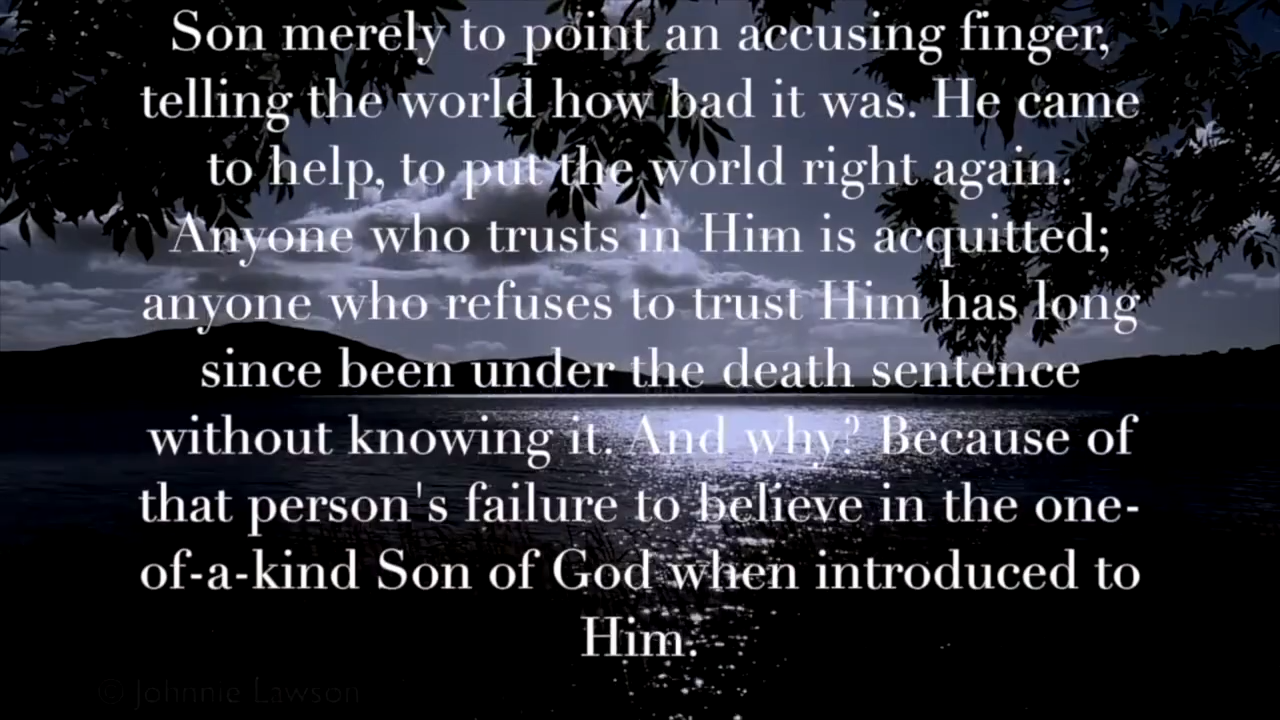 Son merely to point an accusing finger,
telling the world how bad it was. He came
to help, to put the world right again.
Anyone who trusts in Him is acquitted;
anyone who refuses to trust Him has long
since been under the death sentence
without knowing it. And why? Because of
that person's failure to believe in the one-
of-a-kind Son of God when introduced to
Him.
© Johnnie Lawson